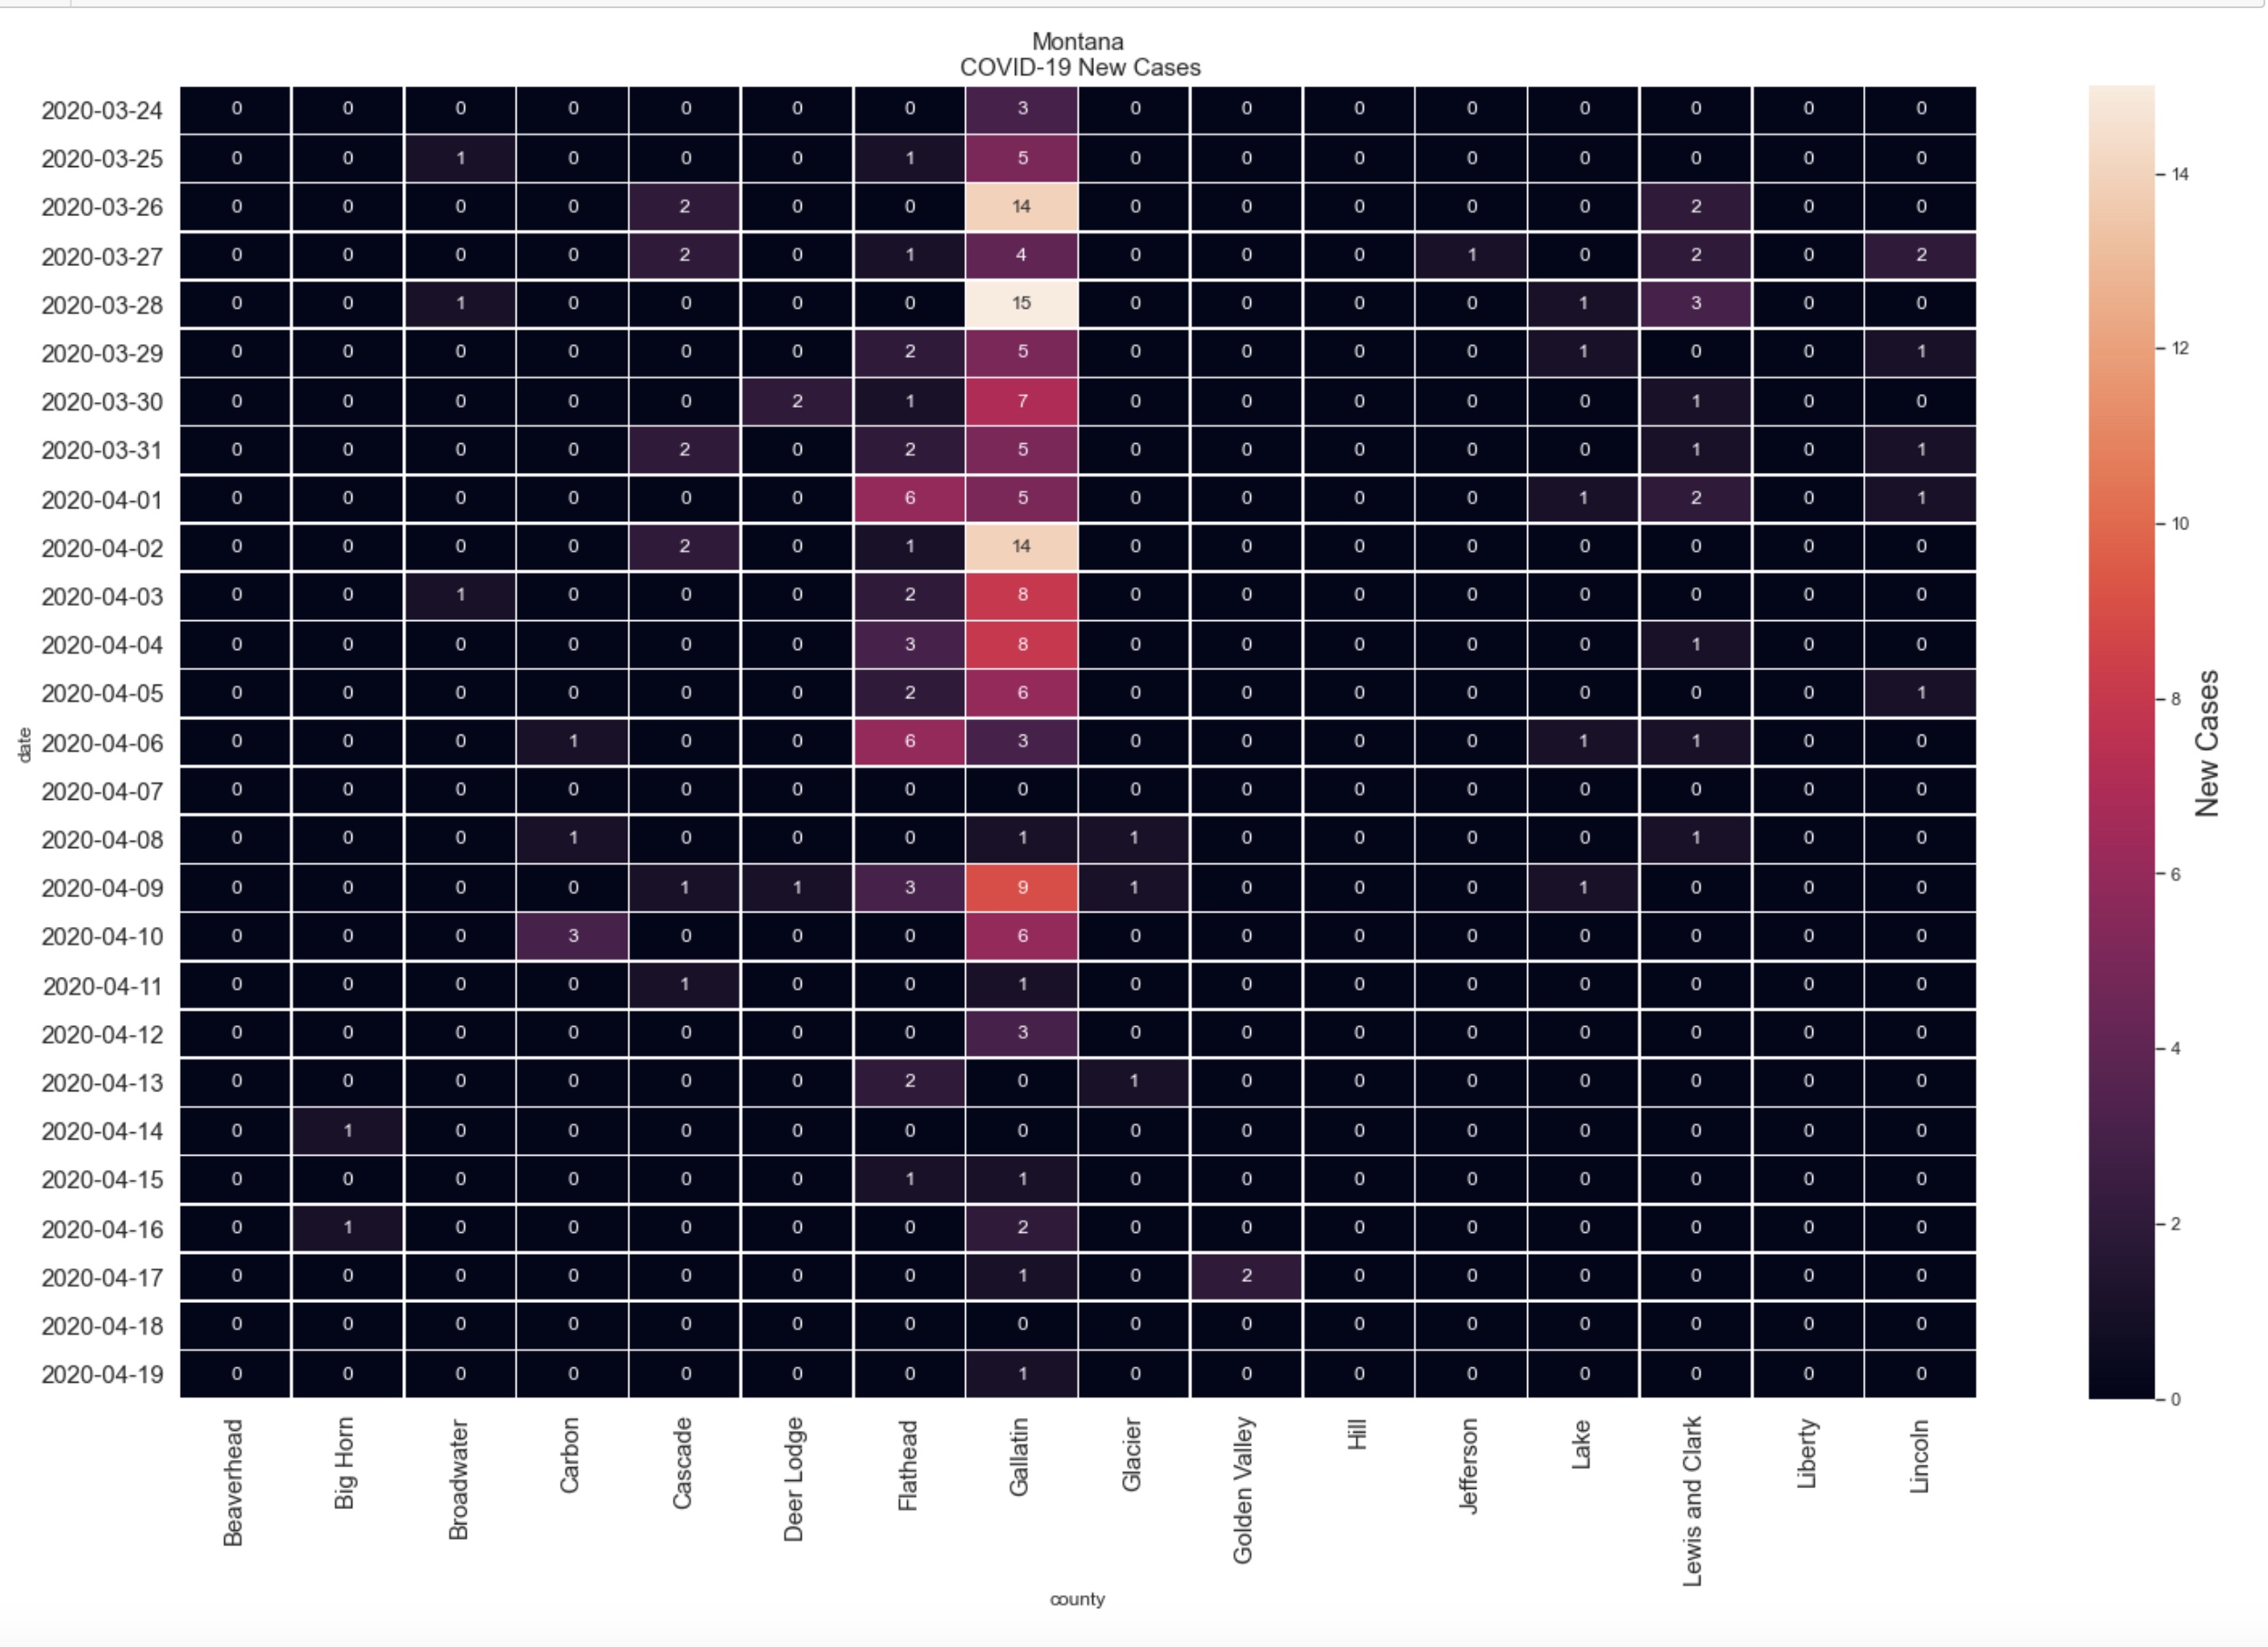 Montana
COVID-19 New Cases
2020-03-24 0 0 0 0 0 0 0 3 0 0 0 0 0 0 0 0
2020-03-25 0 0 1 0 0 0 1 5 0 0 0 0 0 0 0 0
2020-03-26 0 0 0 0 2 0 0 14 0 0 0 0 0 2 0 0
2020-03-27 0 0 0 0 2 0 1 4 0 0 0 1 0 2 0 2
2020-03-28 0 0 1 0 0 0 0 15 0 0 0 0 1 3 0 0
2020-03-29 0 0 0 0 0 0 2 5 0 0 0 0 1 0 0 1
2020-03-30 0 0 0 0 0 2 1 7 0 0 0 0 0 1 0 0
2020-03-31 0 0 0 0 2 0 2 5 0 0 0 0 0 1 0 1
2020-04-01 0 0 0 0 0 0 6 5 0 0 0 0 1 2 0 1
2020-04-02 0 0 0 0 2 0 1 14 0 0 0 0 0 0 0 0
2020-04-03 0 0 1 0 0 0 2 8 0 0 0 0 0 0 0 0
2020-04-04 0 0 0 0 0 0 3 8 0 0 0 0 0 1 0 0
2020-04-05 0 0 0 0 0 0 2 6 0 0 0 0 0 0 0 1
2020-04-06 0 0 0 1 0 0 6 3 0 0 0 0 1 1 0 0
2020-04-07 0 0 0 0 0 0 0 0 0 0 0 0 0 0 0 0
2020-04-08 0 0 0 1 0 0 0 1 1 0 0 0 0 1 0 0
2020-04-09 0 0 0 0 1 1 3 9 1 0 0 0 1 0 0 0
2020-04-10 0 0 0 3 0 0 0 6 0 0 0 0 0 0 0 0
2020-04-11 0 0 0 0 1 0 0 1 0 0 0 0 0 0 0 0
2020-04-12 0 0 0 0 0 0 0 3 0 0 0 0 0 0 0 0
2020-04-13 0 0 0 0 0 0 2 0 1 0 0 0 0 0 0 0
2020-04-14 0 1 0 0 0 0 0 0 0 0 0 0 0 0 0 0
2020-04-15 0 0 0 0 0 0 1 1 0 0 0 0 0 0 0 0
2020-04-16 0 1 0 0 0 0 0 2 0 0 0 0 0 0 0 0
2020-04-17 0 0 0 0 0 0 0 1 0 2 0 0 0 0 0 0
2020-04-18 0 0 0 0 0 0 0 0 0 0 0 0 0 0 0 0
2020-04-19 0 0 0 0 0 0 0 1 0 0 0 0 0 0 0 0
date
Beaverhead
Big Horn
Broadwater
Carbon
Cascade
Deer Lodge
Flathead
Gallatin
Glacier
Golden Valley
Hill
Jefferson
Lake
Lewis and Clark
Liberty
Lincoln
county
14
12
10
8
6
4
2
0
New Cases